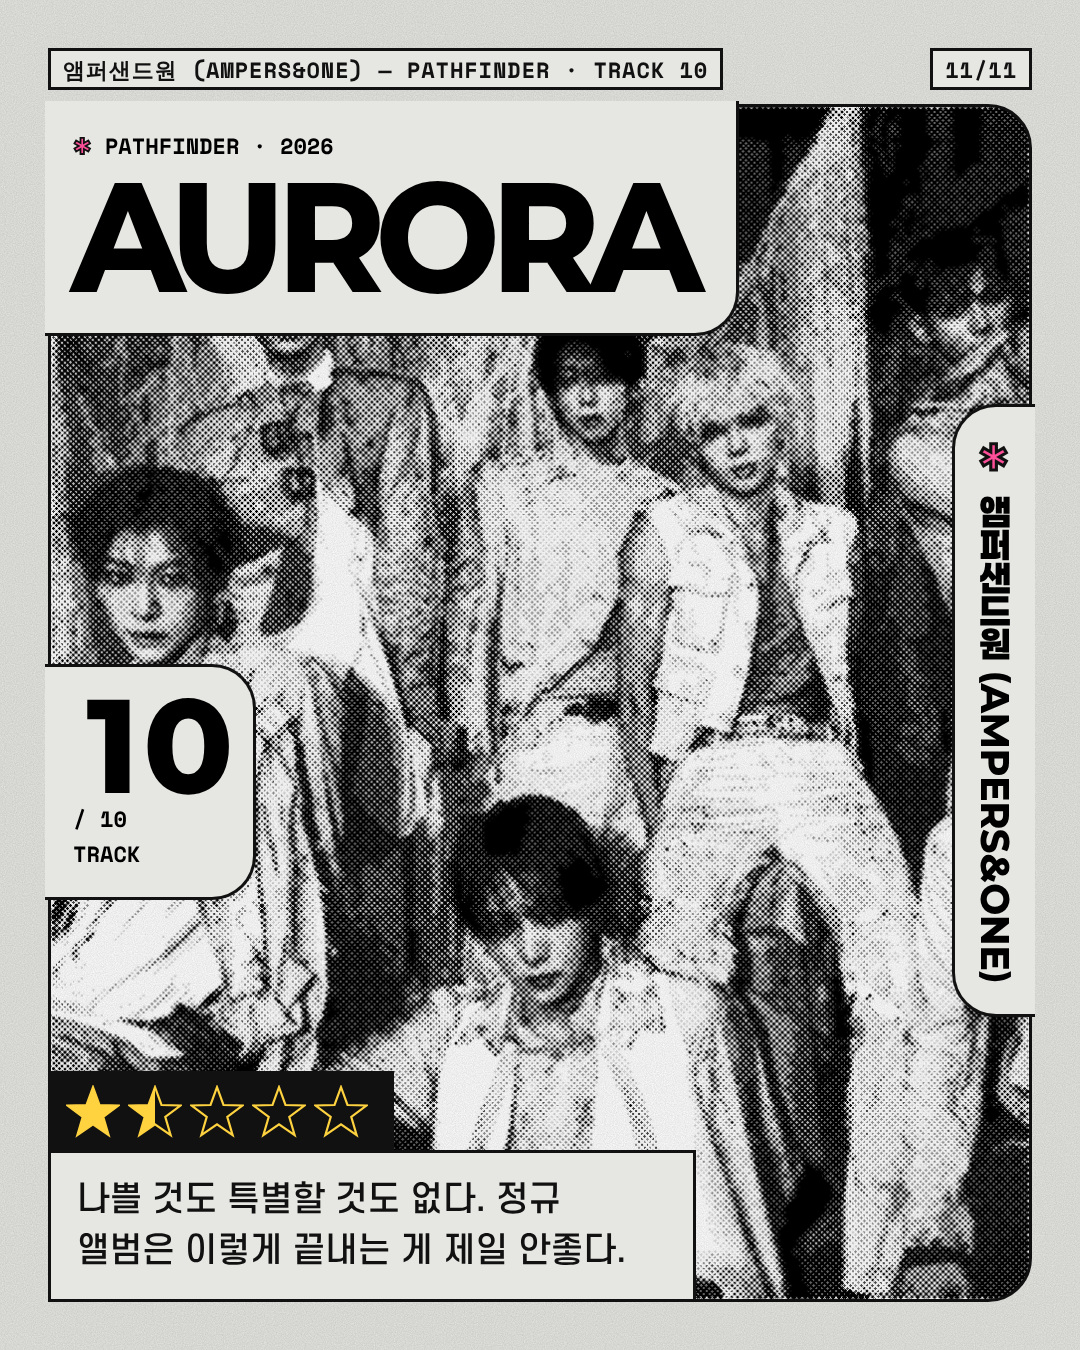 앰퍼샌드원 (AMPERS&ONE) — PATHFINDER · TRACK 10
11/11
* PATHFINDER · 2026
AURORA
* 앰퍼샌드원 (AMPERS&ONE)
10
/ 10
TRACK
나쁠 것도 특별할 것도 없다. 정규
앨범은 이렇게 끝내는 게 제일 안좋다.